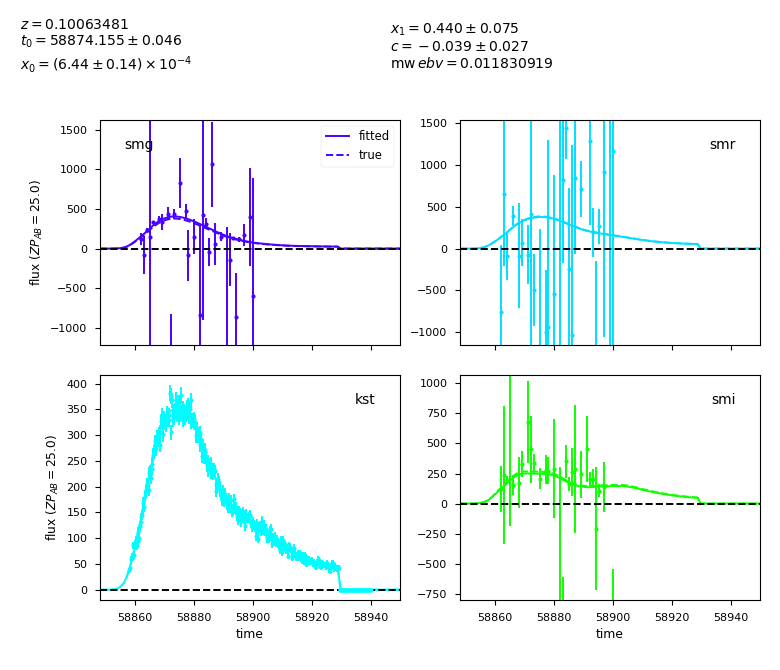 z = 0.10063481
t₀ = 58874.155 ± 0.046
x₀ = (6.44 ± 0.14) × 10⁻⁴
x₁ = 0.440 ± 0.075
c = −0.039 ± 0.027
mw ebv = 0.011830919
smg
fitted
true
1500
1000
500
0
−500
−1000
flux (ZP_AB = 25.0)
smr
1500
1000
500
0
−500
−1000
kst
400
350
300
250
200
150
100
50
0
flux (ZP_AB = 25.0)
58860 58880 58900 58920 58940
time
smi
1000
750
500
250
0
−250
−500
−750
58860 58880 58900 58920 58940
time